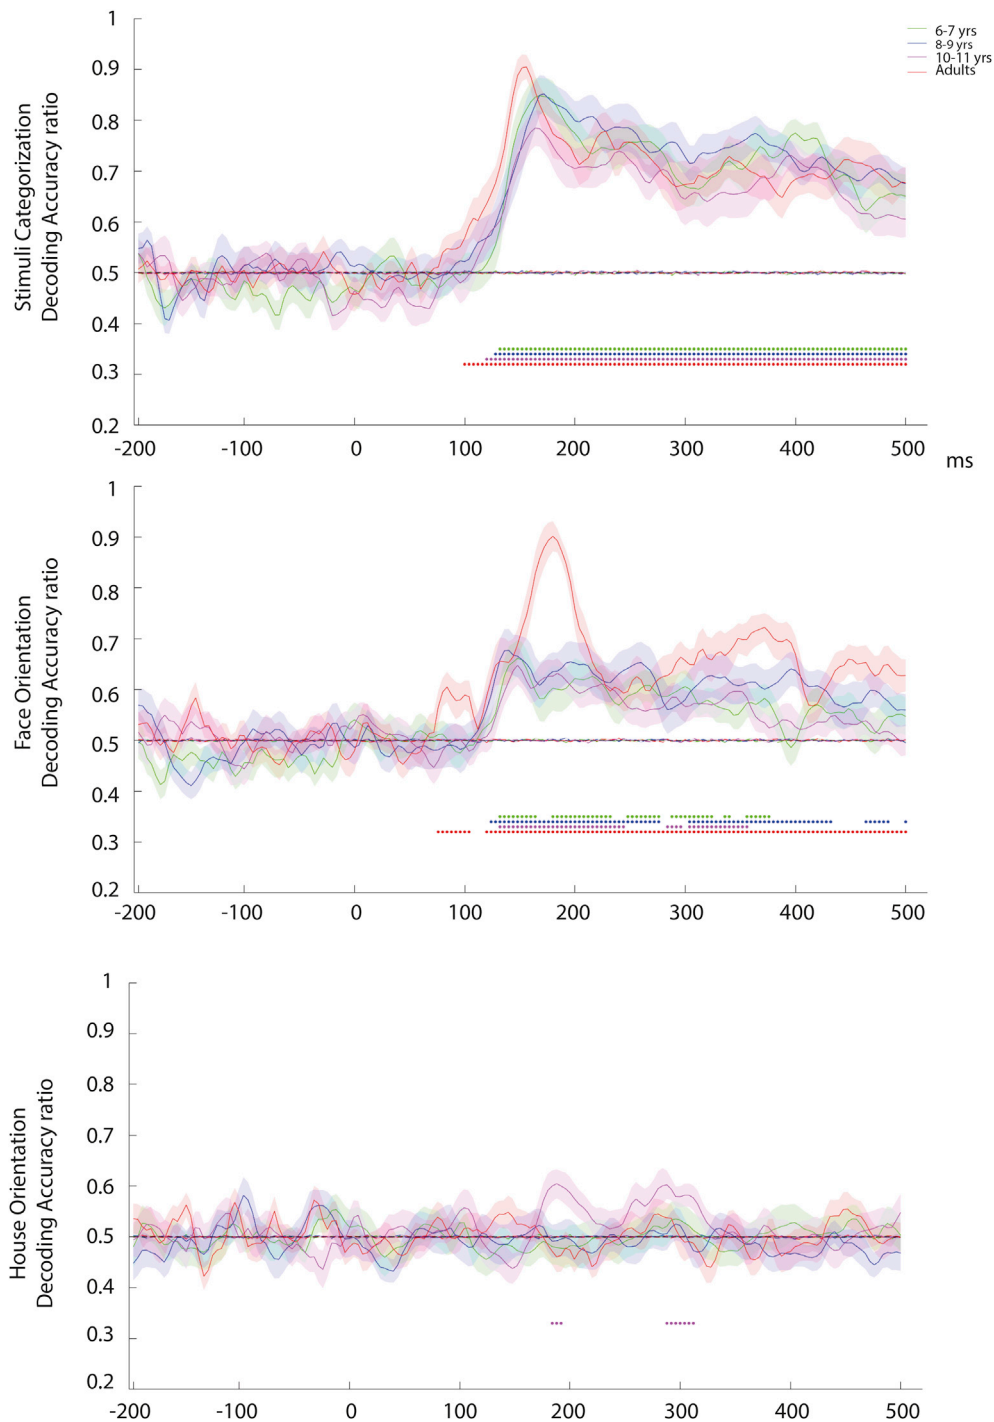 6-7 yrs
8-9 yrs
10-11 yrs
Adults
Stimuli Categorization
Decoding Accuracy ratio
1
0.9
0.8
0.7
0.6
0.5
0.4
0.3
0.2
-200 -100 0 100 200 300 400 500
ms
Face Orientation
Decoding Accuracy ratio
1
0.9
0.8
0.7
0.6
0.5
0.4
0.3
0.2
-200 -100 0 100 200 300 400 500
House Orientation
Decoding Accuracy ratio
1
0.9
0.8
0.7
0.6
0.5
0.4
0.3
0.2
-200 -100 0 100 200 300 400 500